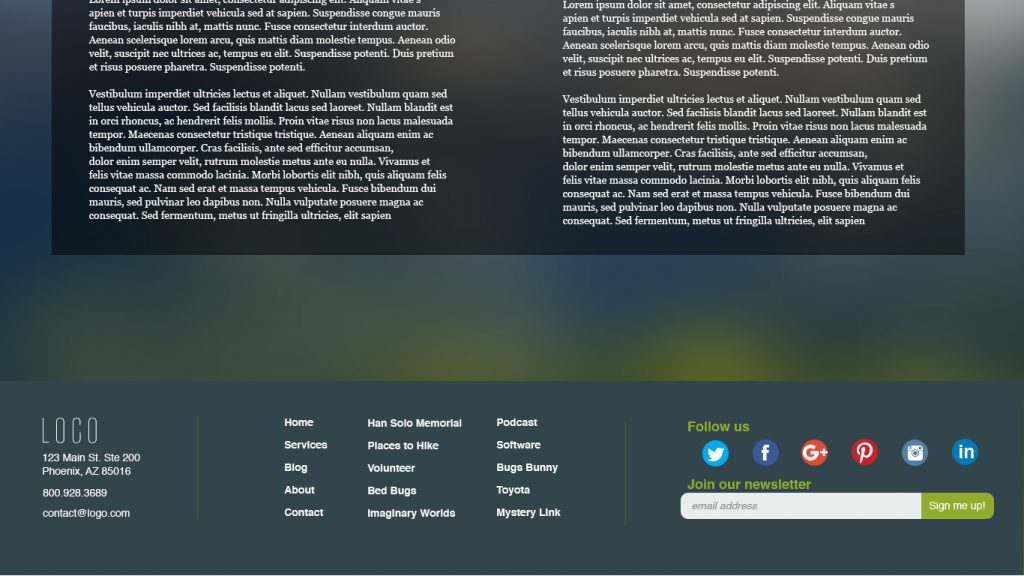 Lorem ipsum dolor sit amet, consectetur adipiscing elit. Aliquam vitae s
apien et turpis imperdiet vehicula sed at sapien. Suspendisse congue mauris
faucibus, iaculis nibh at, mattis nunc. Fusce consectetur interdum auctor.
Aenean scelerisque lorem arcu, quis mattis diam molestie tempus. Aenean odio
velit, suscipit nec ultrices ac, tempus eu elit. Suspendisse potenti. Duis pretium
et risus posuere pharetra. Suspendisse potenti.
Vestibulum imperdiet ultricies lectus et aliquet. Nullam vestibulum quam sed
tellus vehicula auctor. Sed facilisis blandit lacus sed laoreet. Nullam blandit est
in orci rhoncus, ac hendrerit felis mollis. Proin vitae risus non lacus malesuada
tempor. Maecenas consectetur tristique tristique. Aenean aliquam enim ac
bibendum ullamcorper. Cras facilisis, ante sed efficitur accumsan,
dolor enim semper velit, rutrum molestie metus ante eu nulla. Vivamus et
felis vitae massa commodo lacinia. Morbi lobortis elit nibh, quis aliquam felis
consequat ac. Nam sed erat et massa tempus vehicula. Fusce bibendum dui
mauris, sed pulvinar leo dapibus non. Nulla vulputate posuere magna ac
consequat. Sed fermentum, metus ut fringilla ultricies, elit sapien
Lorem ipsum dolor sit amet, consectetur adipiscing elit. Aliquam vitae s
apien et turpis imperdiet vehicula sed at sapien. Suspendisse congue mauris
faucibus, iaculis nibh at, mattis nunc. Fusce consectetur interdum auctor.
Aenean scelerisque lorem arcu, quis mattis diam molestie tempus. Aenean odio
velit, suscipit nec ultrices ac, tempus eu elit. Suspendisse potenti. Duis pretium
et risus posuere pharetra. Suspendisse potenti.
Vestibulum imperdiet ultricies lectus et aliquet. Nullam vestibulum quam sed
tellus vehicula auctor. Sed facilisis blandit lacus sed laoreet. Nullam blandit est
in orci rhoncus, ac hendrerit felis mollis. Proin vitae risus non lacus malesuada
tempor. Maecenas consectetur tristique tristique. Aenean aliquam enim ac
bibendum ullamcorper. Cras facilisis, ante sed efficitur accumsan,
dolor enim semper velit, rutrum molestie metus ante eu nulla. Vivamus et
felis vitae massa commodo lacinia. Morbi lobortis elit nibh, quis aliquam felis
consequat ac. Nam sed erat et massa tempus vehicula. Fusce bibendum dui
mauris, sed pulvinar leo dapibus non. Nulla vulputate posuere magna ac
consequat. Sed fermentum, metus ut fringilla ultricies, elit sapien
LOGO
123 Main St. Ste 200
Phoenix, AZ 85016
800.928.3689
contact@logo.com
Home
Services
Blog
About
Contact
Han Solo Memorial
Places to Hike
Volunteer
Bed Bugs
Imaginary Worlds
Podcast
Software
Bugs Bunny
Toyota
Mystery Link
Follow us
f
G+
in
Join our newsletter
email address
Sign me up!